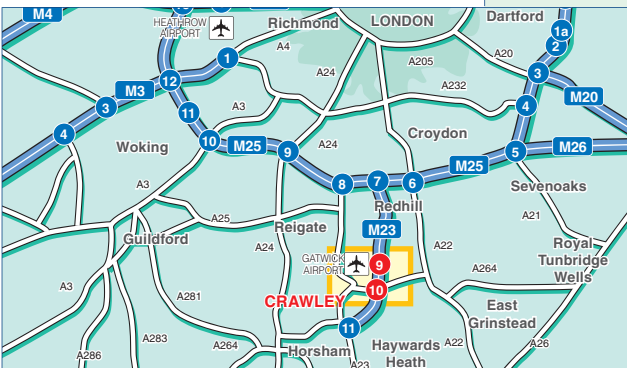 M4
HEATHROW
AIRPORT
Richmond
LONDON
Dartford
1a
2
1
A4
A205
A20
3
12
A24
A232
M20
M3
3
11
A3
4
4
Croydon
Woking
10
M25
9
A24
5
M26
M25
8
7
6
Sevenoaks
A3
Redhill
A21
A25
Reigate
M23
Guildford
A24
A22
Royal
Tunbridge
Wells
GATWICK
AIRPORT
9
A264
A3
10
A281
CRAWLEY
East
Grinstead
11
A283
A264
A22
A26
A286
Horsham
Haywards
Heath
A23